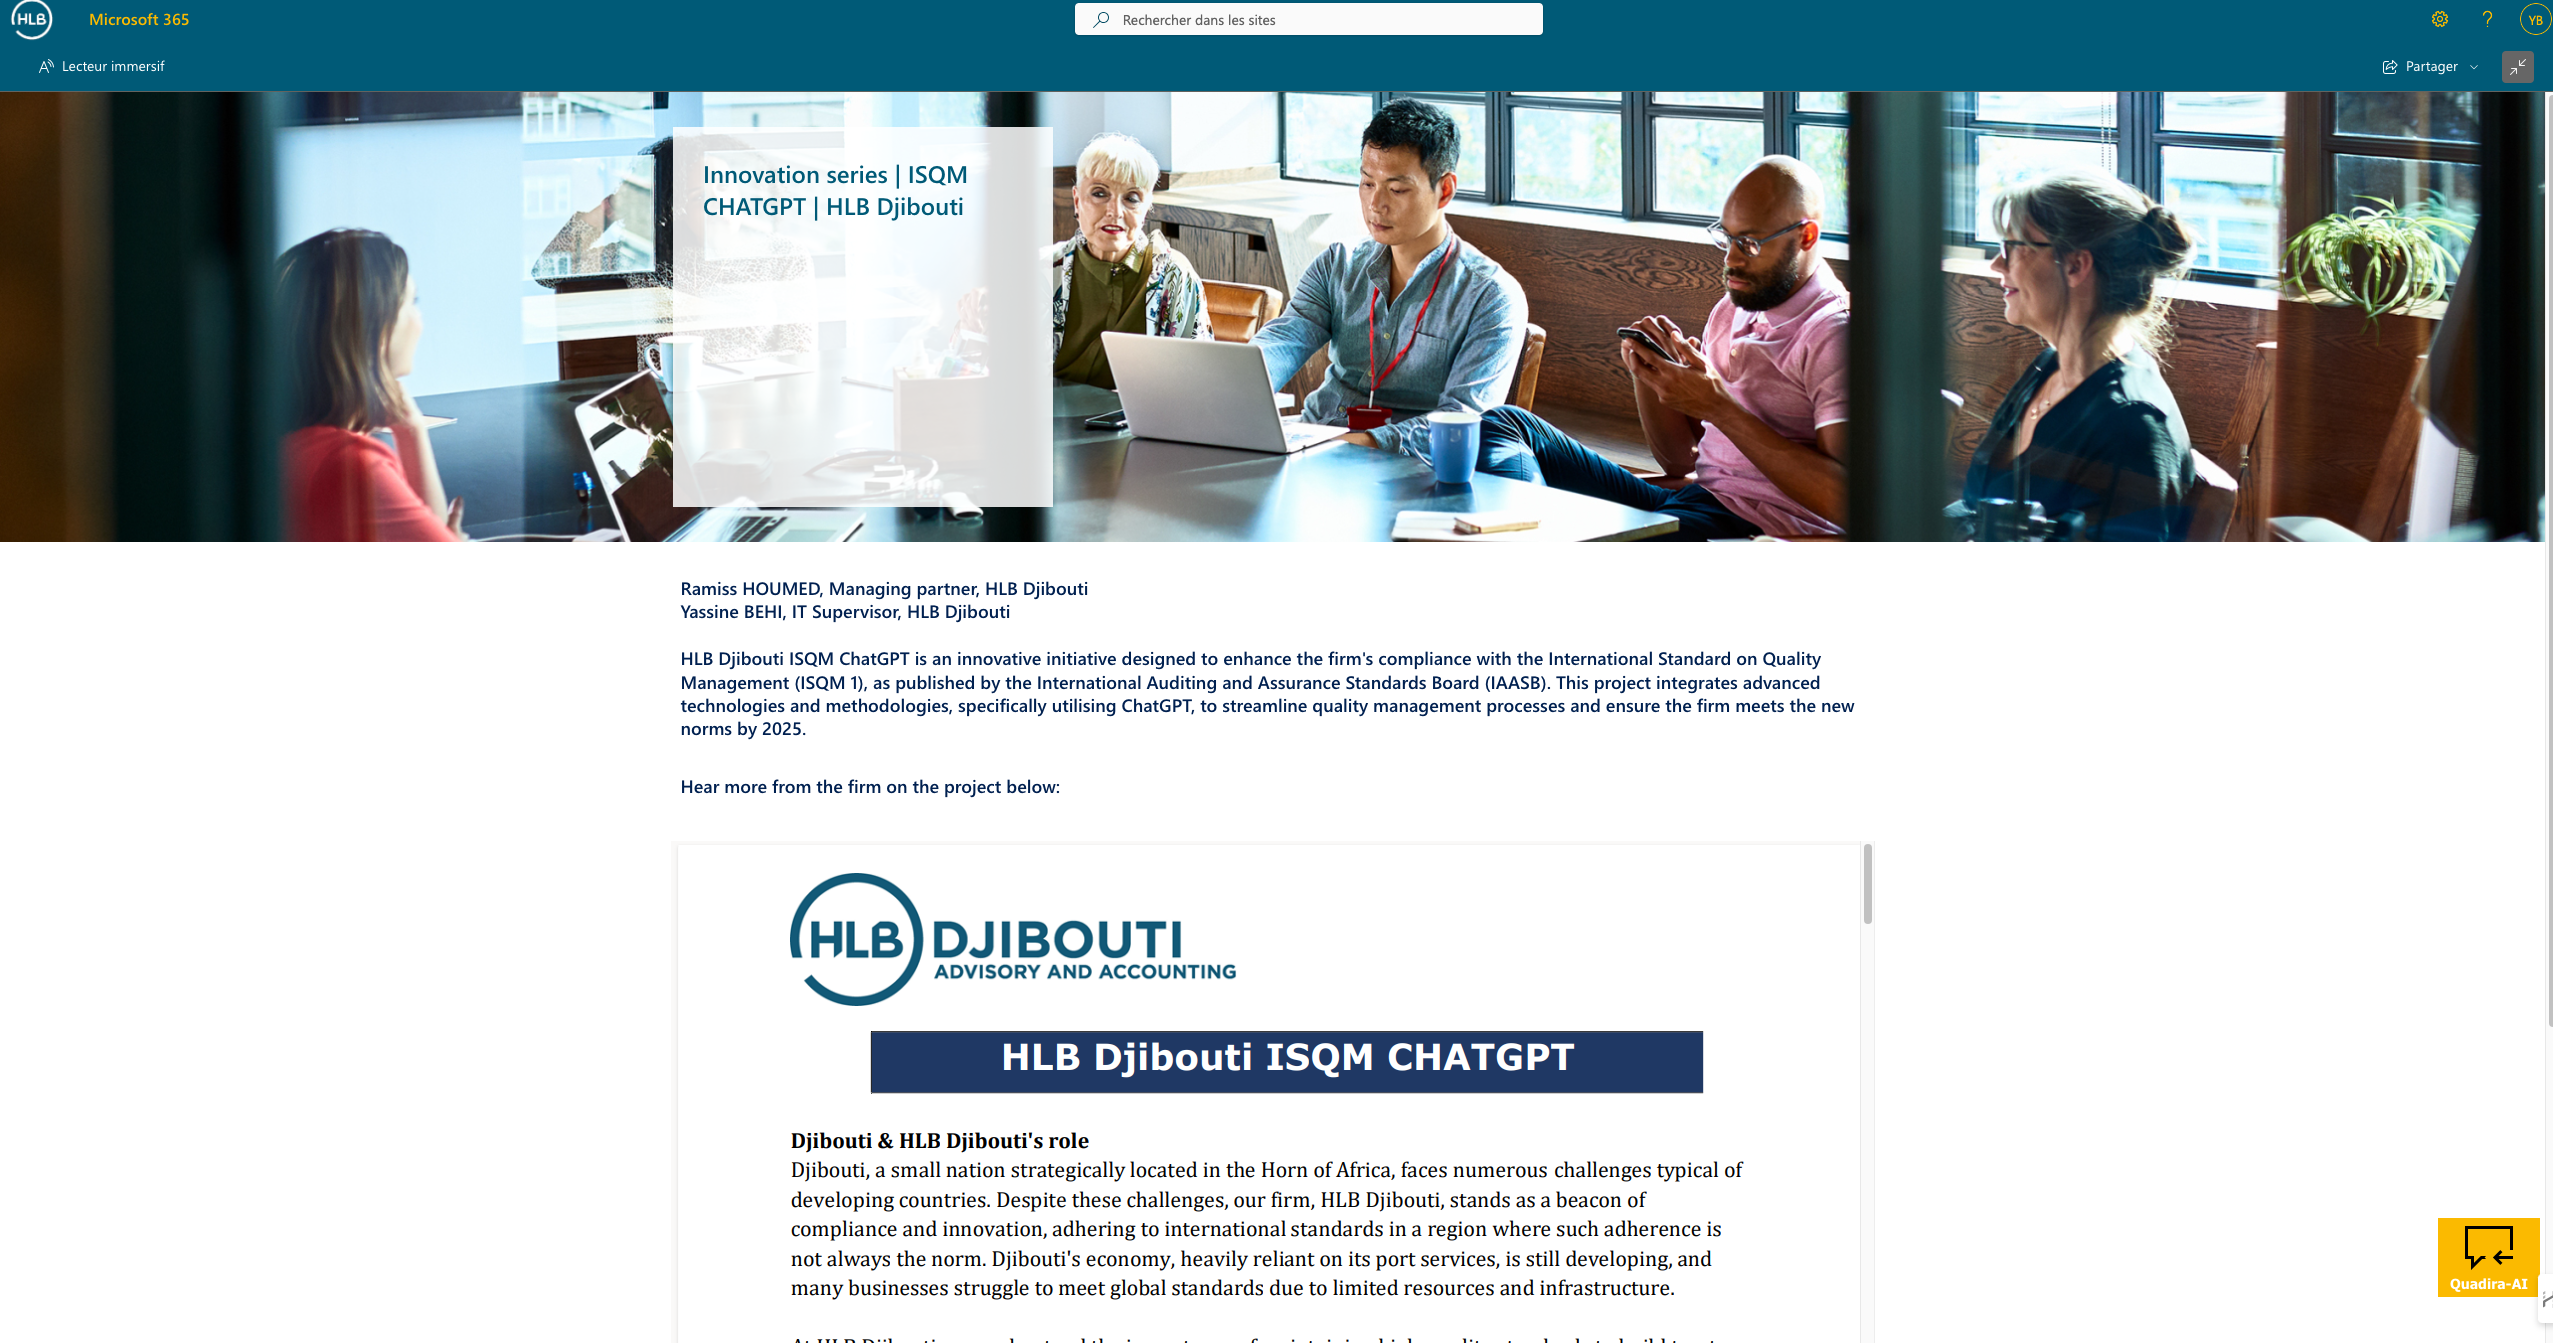 HLB
Microsoft 365
Rechercher dans les sites
?
YB
Lecteur immersif
Partager
Innovation series | ISQM
CHATGPT | HLB Djibouti
Ramiss HOUMED, Managing partner, HLB Djibouti
Yassine BEHI, IT Supervisor, HLB Djibouti
HLB Djibouti ISQM ChatGPT is an innovative initiative designed to enhance the firm's compliance with the International Standard on Quality
Management (ISQM 1), as published by the International Auditing and Assurance Standards Board (IAASB). This project integrates advanced
technologies and methodologies, specifically utilising ChatGPT, to streamline quality management processes and ensure the firm meets the new
norms by 2025.
Hear more from the firm on the project below:
HLB DJIBOUTI
ADVISORY AND ACCOUNTING
HLB Djibouti ISQM CHATGPT
Djibouti & HLB Djibouti's role
Djibouti, a small nation strategically located in the Horn of Africa, faces numerous challenges typical of
developing countries. Despite these challenges, our firm, HLB Djibouti, stands as a beacon of
compliance and innovation, adhering to international standards in a region where such adherence is
not always the norm. Djibouti's economy, heavily reliant on its port services, is still developing, and
many businesses struggle to meet global standards due to limited resources and infrastructure.
Quadira-AI